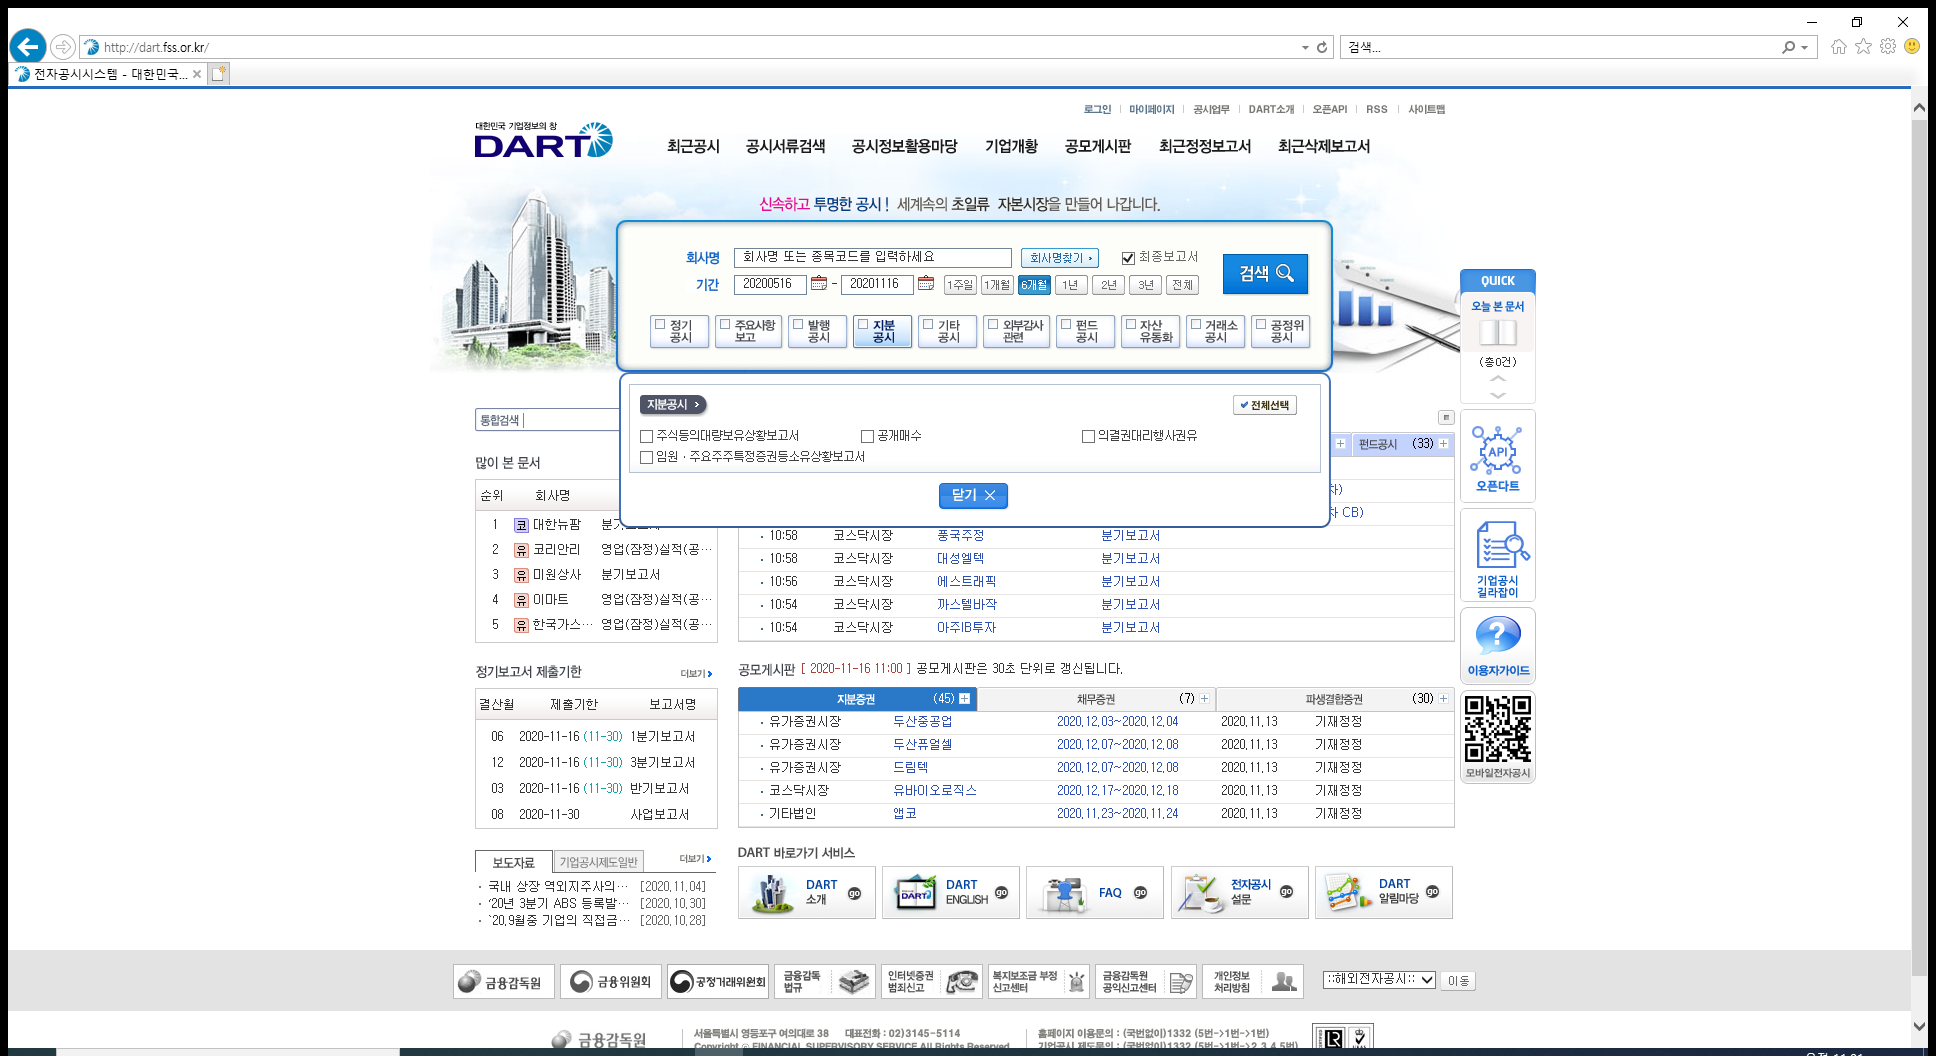 http://dart.fss.or.kr/
검색...
전자공시시스템 - 대한민국...
로그인 마이페이지 공시업무 DART소개 오픈API RSS 사이트맵
대한민국 기업정보의 창
DART
최근공시 공시서류검색 공시정보활용마당 기업개황 공모게시판 최근정정보고서 최근삭제보고서
신속하고 투명한 공시! 세계속의 초일류 자본시장을 만들어 나갑니다.
회사명 회사명 또는 종목코드를 입력하세요 회사명찾기 최종보고서
검색
기간 20200516 - 20201116 1주일 1개월 6개월 1년 2년 3년 전체
정기공시 주요사항보고 발행공시 지분공시 기타공시 외부감사관련 펀드공시 자산유동화 거래소공시 공정위공시
지분공시
전체선택
주식등의대량보유상황보고서 공개매수 의결권대리행사권유
임원ㆍ주요주주특정증권등소유상황보고서
닫기
통합검색
펀드공시 (33)
차)
차 CB)
많이 본 문서
순위 회사명
1 코 대한뉴팜
2 유 코리안리 영업(잠정)실적(공…
3 유 미원상사 분기보고서
4 유 이마트 영업(잠정)실적(공…
5 유 한국가스… 영업(잠정)실적(공…
10:58 코스닥시장 풍국주정 분기보고서
10:58 코스닥시장 대성엘텍 분기보고서
10:56 코스닥시장 에스트래픽 분기보고서
10:54 코스닥시장 까스텔바작 분기보고서
10:54 코스닥시장 아주IB투자 분기보고서
정기보고서 제출기한 더보기
결산월 제출기한 보고서명
06 2020-11-16 (11-30) 1분기보고서
12 2020-11-16 (11-30) 3분기보고서
03 2020-11-16 (11-30) 반기보고서
08 2020-11-30 사업보고서
공모게시판 [ 2020-11-16 11:00 ] 공모게시판은 30초 단위로 갱신됩니다.
지분증권 (45) 채무증권 (7) 파생결합증권 (30)
유가증권시장 두산중공업 2020.12.03~2020.12.04 2020.11.13 기재정정
유가증권시장 두산퓨얼셀 2020.12.07~2020.12.08 2020.11.13 기재정정
유가증권시장 드림텍 2020.12.07~2020.12.08 2020.11.13 기재정정
코스닥시장 유바이오로직스 2020.12.17~2020.12.18 2020.11.13 기재정정
기타법인 앱코 2020.11.23~2020.11.24 2020.11.13 기재정정
보도자료 기업공시제도일반 더보기
국내 상장 역외지주사의… [2020.11.04]
'20년 3분기 ABS 등록발… [2020.10.30]
`20.9월중 기업의 직접금… [2020.10.28]
DART 바로가기 서비스
DART 소개 GO
DART ENGLISH GO
FAQ GO
전자공시 설문 GO
DART 알림마당 GO
QUICK
오늘 본 문서
(총0건)
API
오픈다트
기업공시
길라잡이
이용자가이드
모바일전자공시
금융감독원 금융위원회 공정거래위원회 금융감독법규 인터넷증권범죄신고 복지보조금 부정신고센터 금융감독원공익신고센터 개인정보처리방침 ::해외전자공시:: 이동
금융감독원
서울특별시 영등포구 여의대로 38 대표전화 : 02)3145-5114
Copyright © FINANCIAL SUPERVISORY SERVICE All Rights Reserved
홈페이지 이용문의 : (국번없이)1332 (5번->1번->1번)
기업공시 제도문의 : (국번없이)1332 (5번->1번->2,3,4,5번)
LR